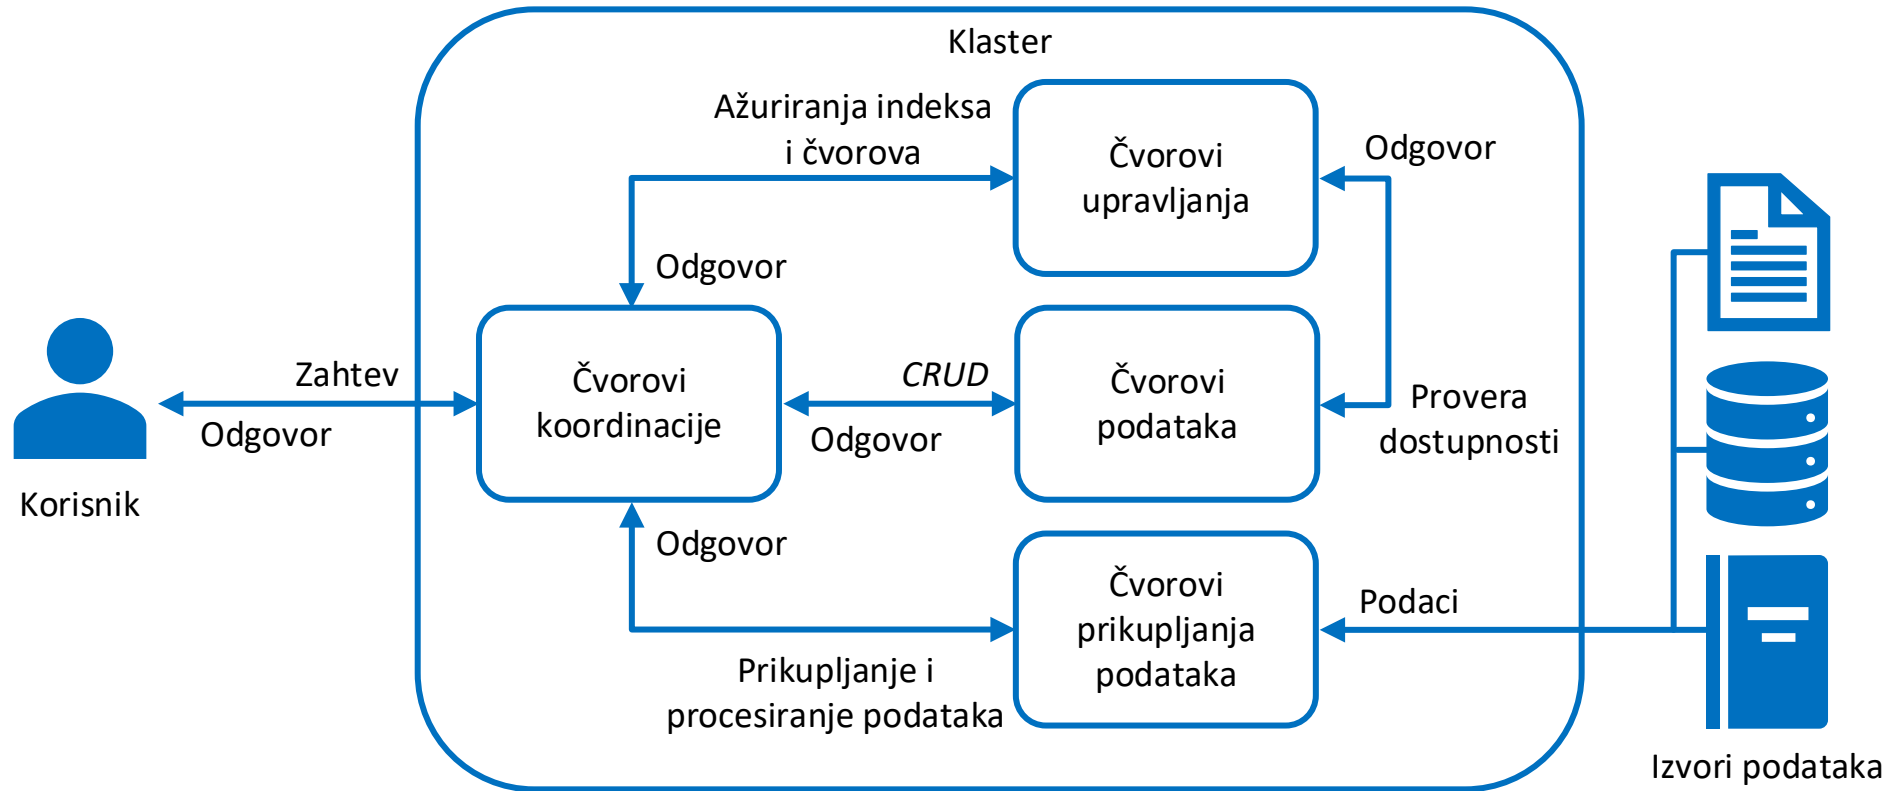 Klaster
Ažuriranja indeksa
i čvorova
Čvorovi
upravljanja
Odgovor
Odgovor
Zahtev
Odgovor
Korisnik
Čvorovi
koordinacije
CRUD
Odgovor
Čvorovi
podataka
Provera
dostupnosti
Odgovor
Prikupljanje i
procesiranje podataka
Čvorovi
prikupljanja
podataka
Podaci
Izvori podataka